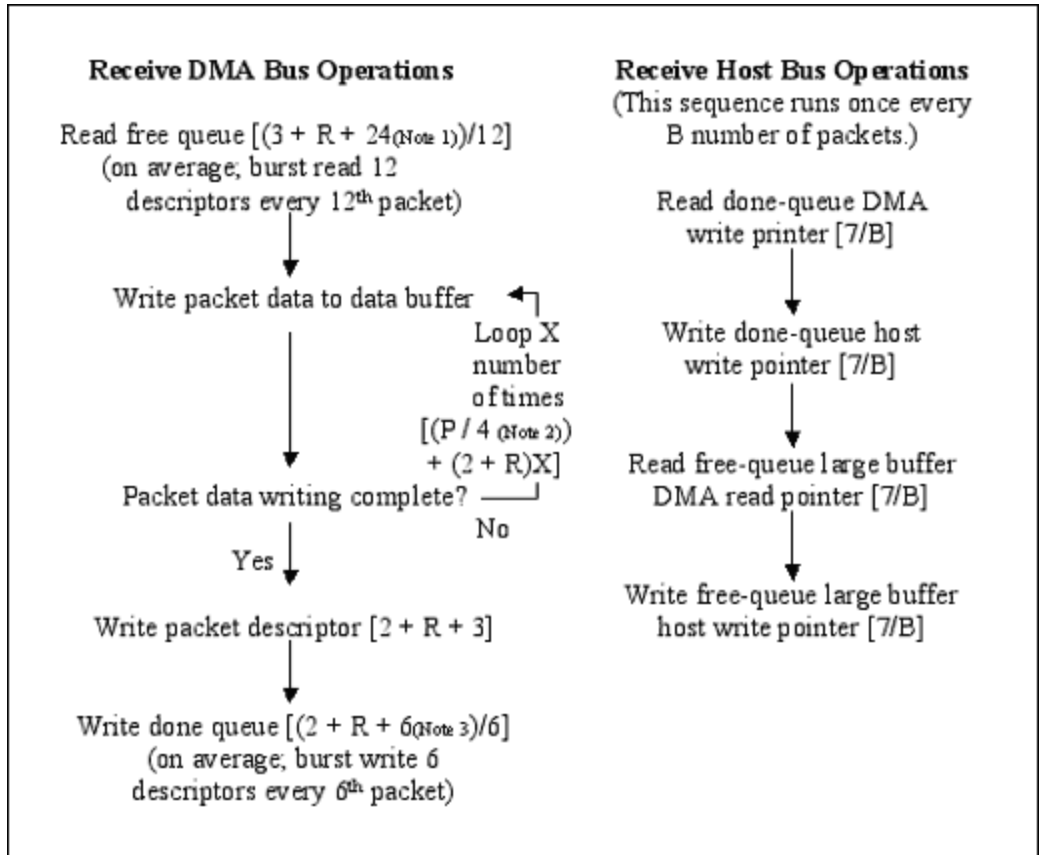 Receive DMA Bus Operations
Read free queue [(3 + R + 24(Note 1))/12]
(on average; burst read 12
descriptors every 12th packet)
Write packet data to data buffer
Loop X
number
of times
[(P / 4 (Note 2))
+ (2 + R)X]
Packet data writing complete?
No
Yes
Write packet descriptor [2 + R + 3]
Write done queue [(2 + R + 6(Note 3)/6]
(on average; burst write 6
descriptors every 6th packet)
Receive Host Bus Operations
(This sequence runs once every
B number of packets.)
Read done-queue DMA
write printer [7/B]
Write done-queue host
write pointer [7/B]
Read free-queue large buffer
DMA read pointer [7/B]
Write free-queue large buffer
host write pointer [7/B]